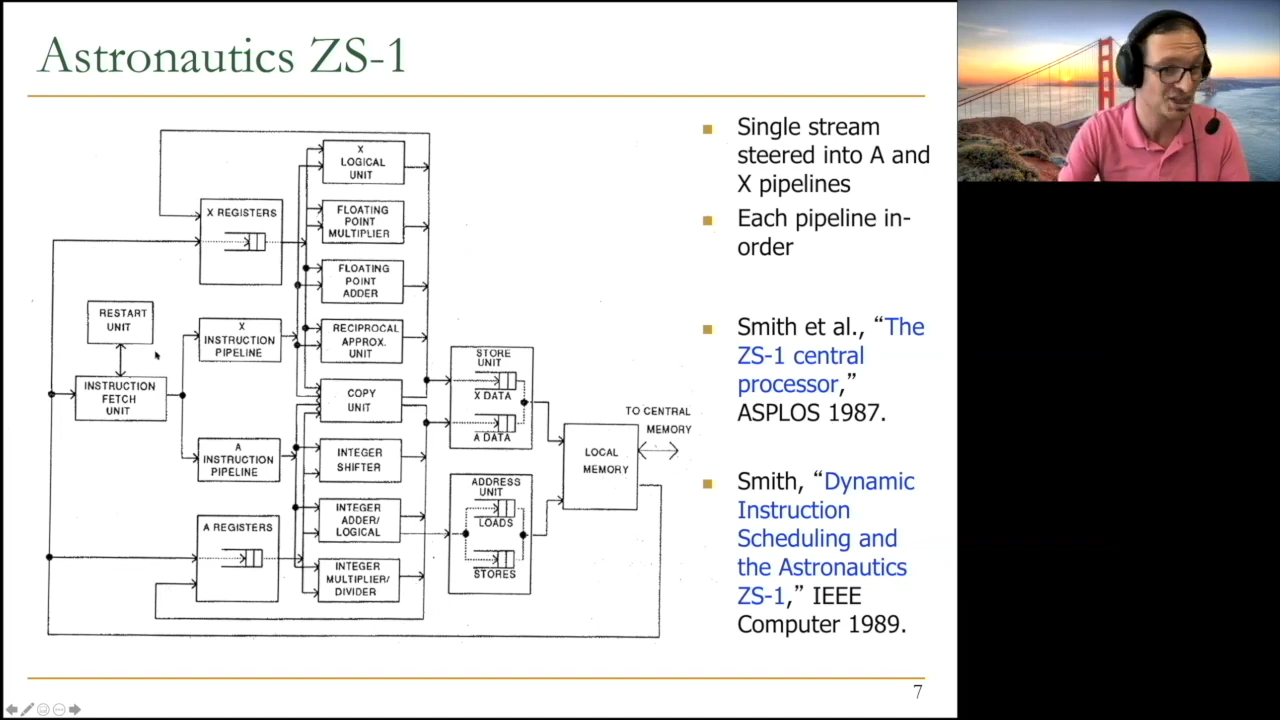 Astronautics ZS-1
X
LOGICAL
UNIT
X REGISTERS
FLOATING
POINT
MULTIPLIER
FLOATING
POINT
ADDER
RESTART
UNIT
X
INSTRUCTION
PIPELINE
RECIPROCAL
APPROX.
UNIT
INSTRUCTION
FETCH
UNIT
COPY
UNIT
STORE
UNIT
X DATA
A DATA
TO CENTRAL
MEMORY
LOCAL
MEMORY
A
INSTRUCTION
PIPELINE
INTEGER
SHIFTER
ADDRESS
UNIT
LOADS
STORES
A REGISTERS
INTEGER
ADDER/
LOGICAL
INTEGER
MULTIPLIER/
DIVIDER
Single stream
steered into A and
X pipelines
Each pipeline in-
order
Smith et al., “The
ZS-1 central
processor,”
ASPLOS 1987.
Smith, “Dynamic
Instruction
Scheduling and
the Astronautics
ZS-1,” IEEE
Computer 1989.
7